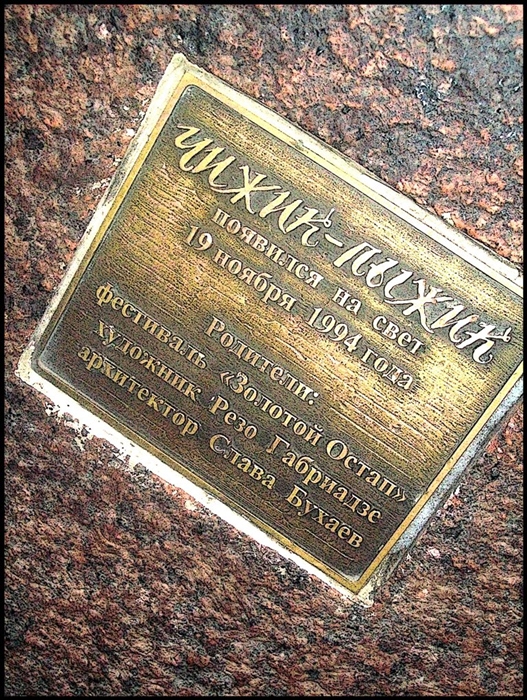 Чижик-Пыжик
появился на свет
19 ноября 1994 года
Родители:
фестиваль «Золотой Остап»
художник Резо Габриадзе
архитектор Слава Бухаев